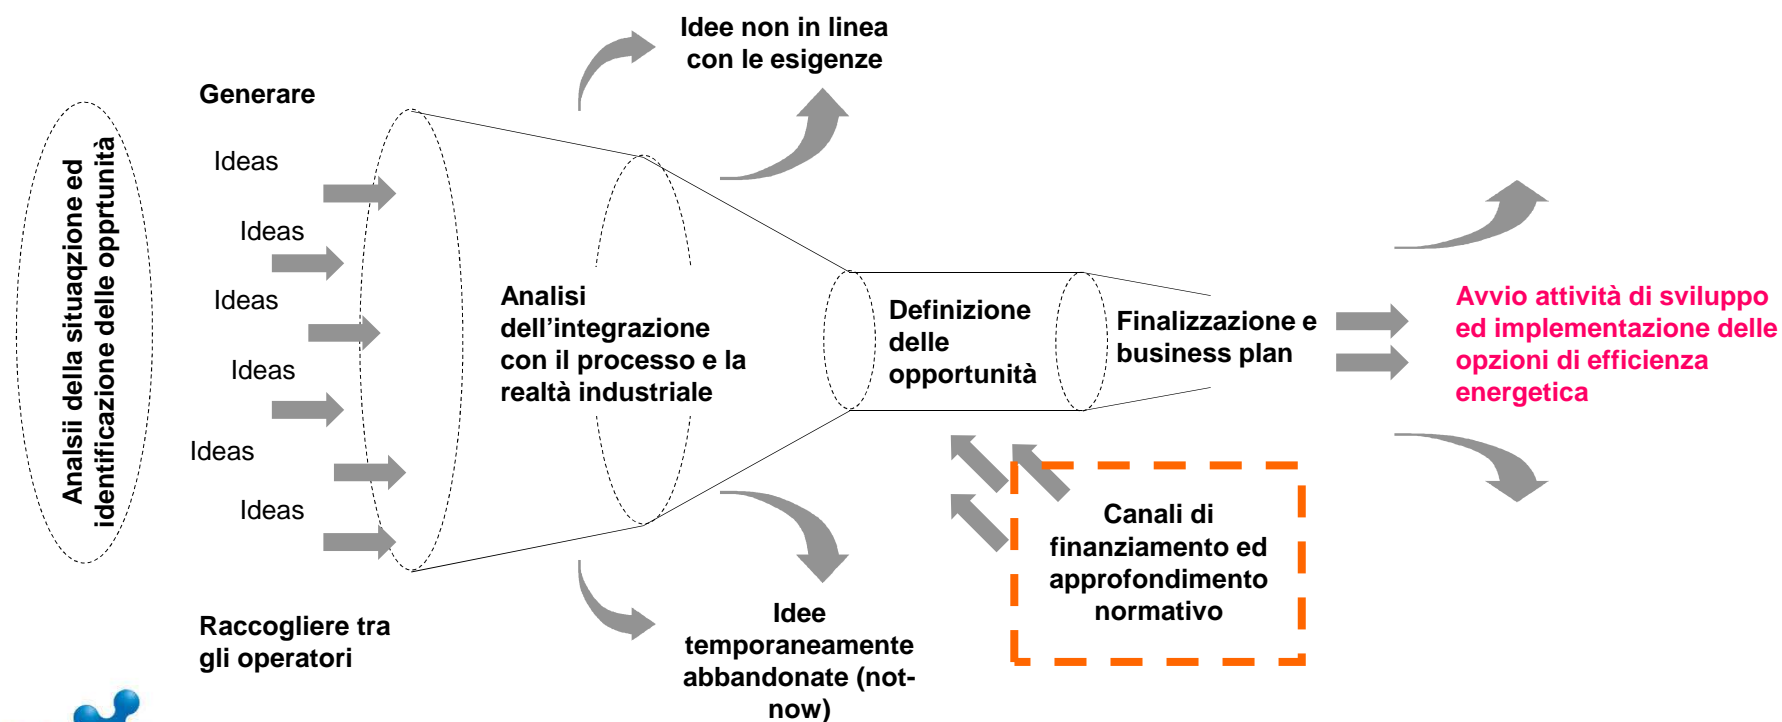 Analsii della situaqzione ed
identificazione delle opprtunità
Generare
Ideas
Ideas
Ideas
Ideas
Ideas
Ideas
Raccogliere tra
gli operatori
Idee non in linea
con le esigenze
Analisi
dell’integrazione
con il processo e la
realtà industriale
Idee
temporaneamente
abbandonate (not-
now)
Definizione
delle
opportunità
Finalizzazione e
business plan
Canali di
finanziamento ed
approfondimento
normativo
Avvio attività di sviluppo
ed implementazione delle
opzioni di efficienza
energetica